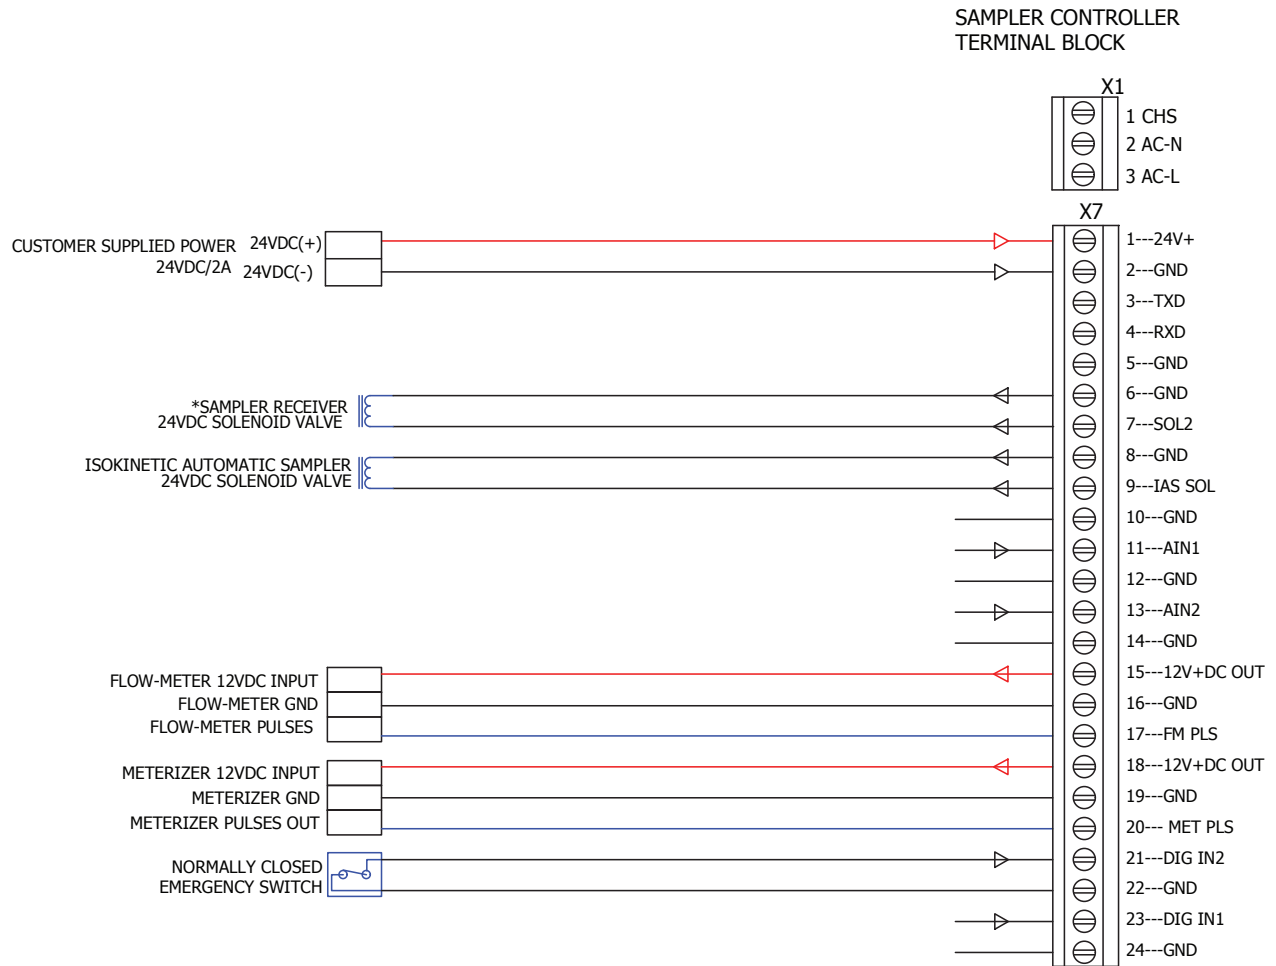 SAMPLER CONTROLLER
TERMINAL BLOCK
X1
1 CHS
2 AC-N
3 AC-L
X7
CUSTOMER SUPPLIED POWER 24VDC(+)
24VDC/2A 24VDC(-)
1---24V+
2---GND
3---TXD
4---RXD
5---GND
*SAMPLER RECEIVER
24VDC SOLENOID VALVE
6---GND
7---SOL2
ISOKINETIC AUTOMATIC SAMPLER
24VDC SOLENOID VALVE
8---GND
9---IAS SOL
10---GND
11---AIN1
12---GND
13---AIN2
14---GND
FLOW-METER 12VDC INPUT
15---12V+DC OUT
FLOW-METER GND
16---GND
FLOW-METER PULSES
17---FM PLS
METERIZER 12VDC INPUT
18---12V+DC OUT
METERIZER GND
19---GND
METERIZER PULSES OUT
20--- MET PLS
NORMALLY CLOSED
EMERGENCY SWITCH
21---DIG IN2
22---GND
23---DIG IN1
24---GND